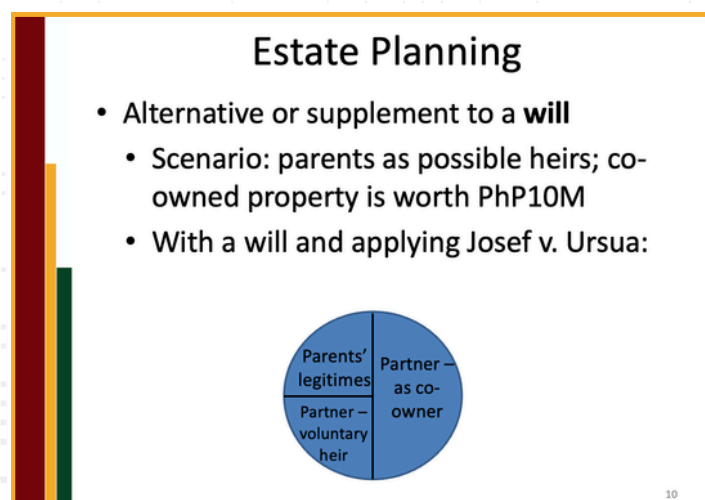 Estate Planning
• Alternative or supplement to a will
• Scenario: parents as possible heirs; co-
owned property is worth PhP10M
• With a will and applying Josef v. Ursua:
Parents’
legitimes
Partner –
as co-
owner
Partner –
voluntary
heir
10